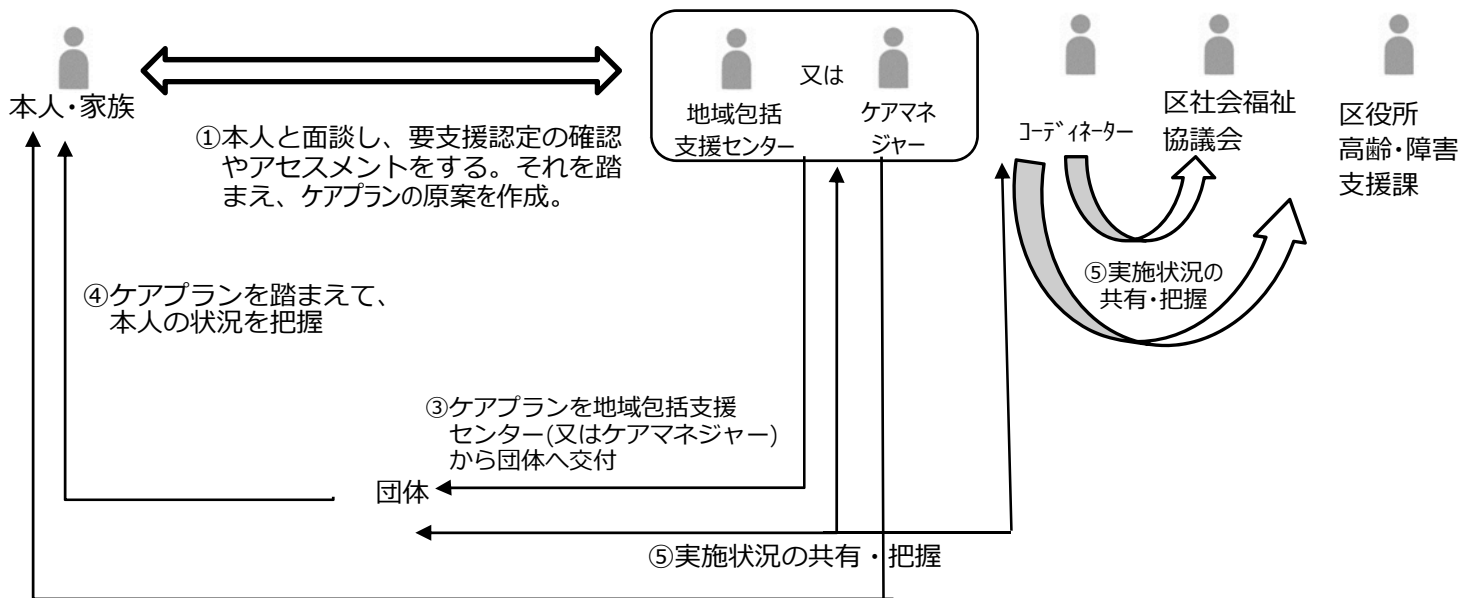 本人・家族
又は
地域包括
支援センター
ケアマネ
ジャー
コーディネーター
区社会福祉
協議会
区役所
高齢・障害
支援課
①本人と面談し、要支援認定の確認
やアセスメントをする。それを踏
まえ、ケアプランの原案を作成。
⑤実施状況の
共有・把握
④ケアプランを踏まえて、
本人の状況を把握
③ケアプランを地域包括支援
センター(又はケアマネジャー)
から団体へ交付
団体
⑤実施状況の共有・把握